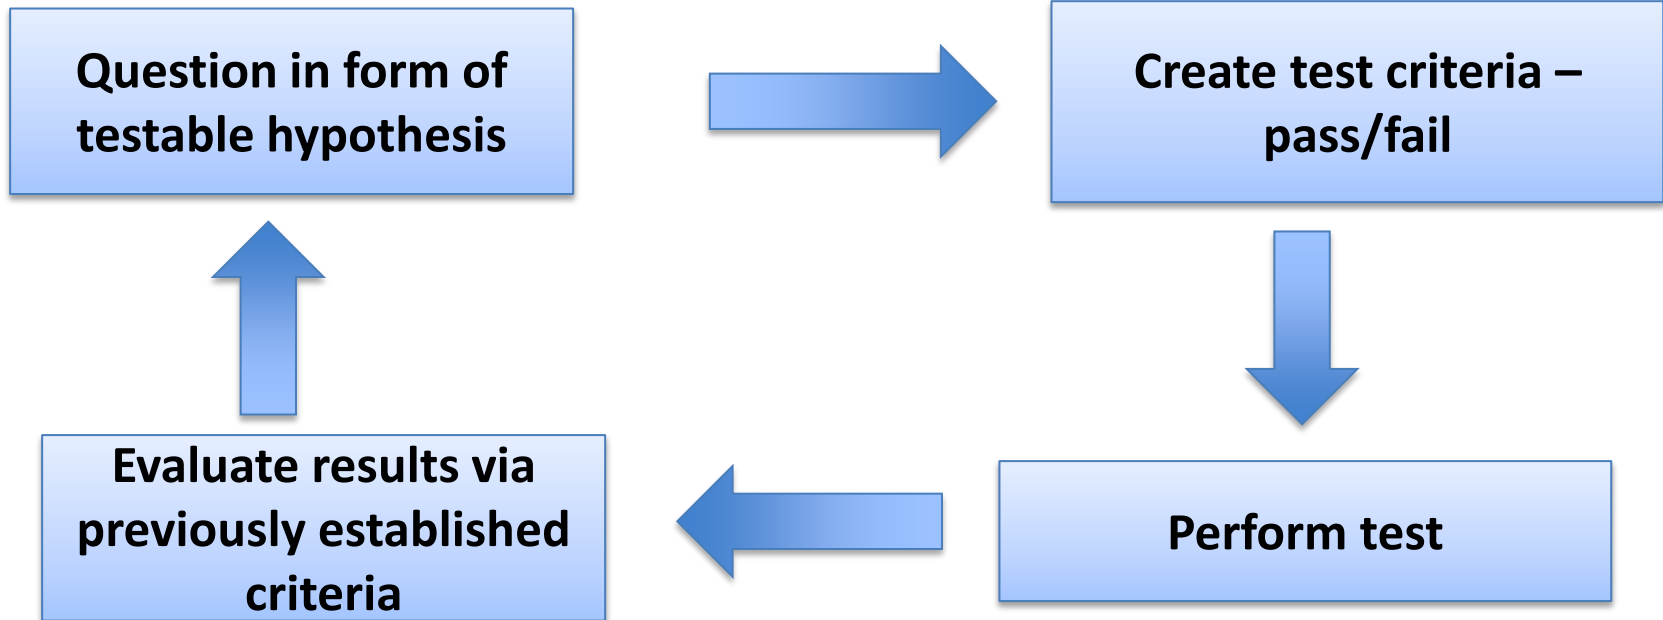 Question in form of
testable hypothesis
Create test criteria –
pass/fail
Perform test
Evaluate results via
previously established
criteria